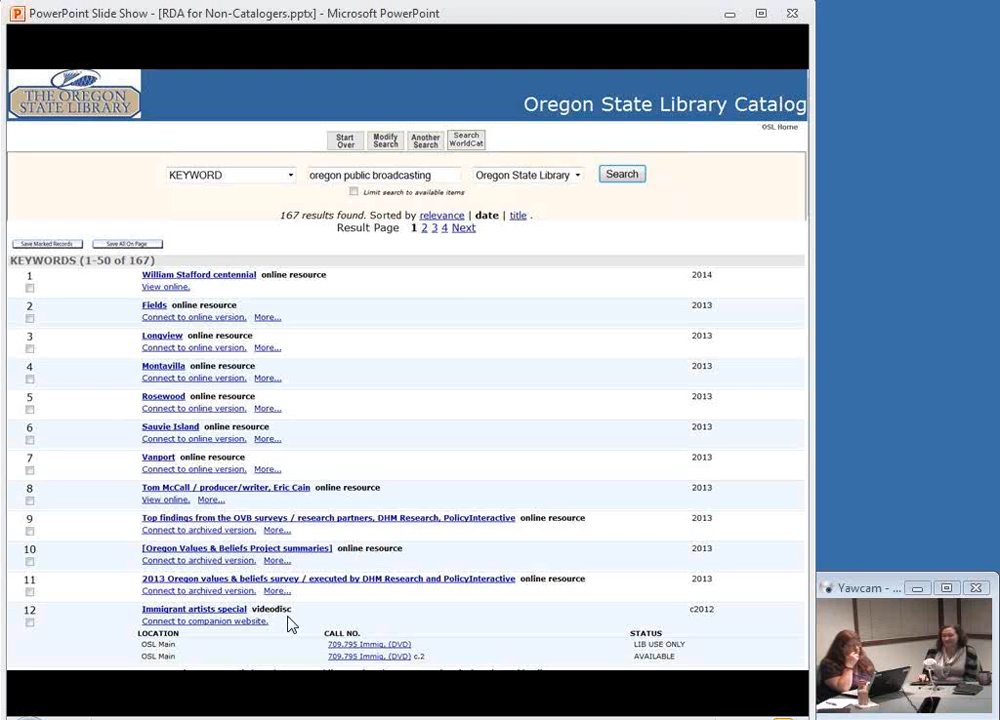 PowerPoint Slide Show - [RDA for Non-Catalogers.pptx] - Microsoft PowerPoint
THE OREGON
STATE LIBRARY
Oregon State Library Catalog
OSL Home
Start Over
Modify Search
Another Search
Search WorldCat
KEYWORD oregon public broadcasting Oregon State Library Search
Limit search to available items
167 results found. Sorted by relevance | date | title .
Result Page 1 2 3 4 Next
Save Marked Records Save All On Page
KEYWORDS (1-50 of 167)
1 William Stafford centennial online resource 2014
View online.
2 Fields online resource 2013
Connect to online version. More...
3 Longview online resource 2013
Connect to online version. More...
4 Montavilla online resource 2013
Connect to online version. More...
5 Rosewood online resource 2013
Connect to online version. More...
6 Sauvie Island online resource 2013
Connect to online version. More...
7 Vanport online resource 2013
Connect to online version. More...
8 Tom McCall / producer/writer, Eric Cain online resource 2013
View online. More...
9 Top findings from the OVB surveys / research partners, DHM Research, PolicyInteractive online resource 2013
Connect to archived version. More...
10 [Oregon Values & Beliefs Project summaries] online resource 2013
Connect to archived version. More...
11 2013 Oregon values & beliefs survey / executed by DHM Research and PolicyInteractive online resource 2013
Connect to archived version. More...
12 Immigrant artists special videodisc c2012
Connect to companion website.
LOCATION CALL NO. STATUS
OSL Main 709.795 Immig. (DVD) LIB USE ONLY
OSL Main 709.795 Immig. (DVD) c.2 AVAILABLE
Yawcam - ...